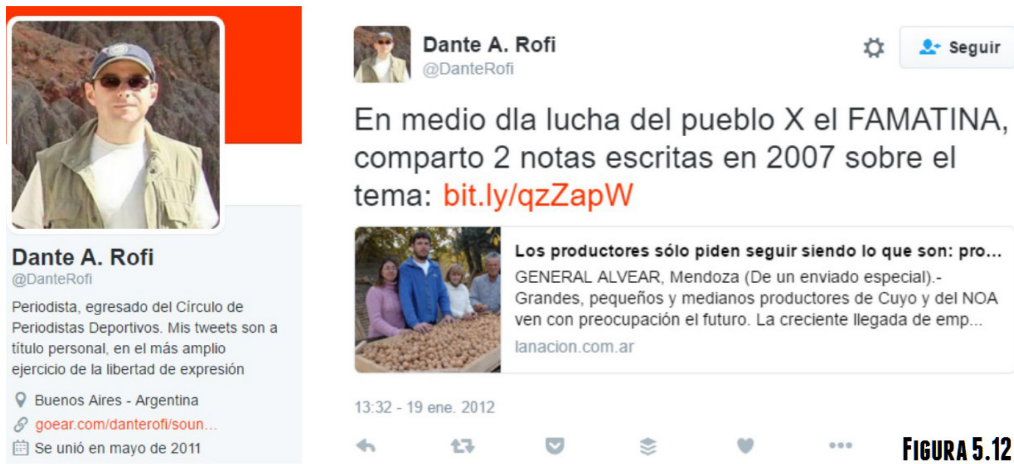 Dante A. Rofi
@DanteRofi
Periodista, egresado del Círculo de
Periodistas Deportivos. Mis tweets son a
título personal, en el más amplio
ejercicio de la libertad de expresión
Buenos Aires - Argentina
goear.com/danterofi/soun...
Se unió en mayo de 2011
Dante A. Rofi
@DanteRofi
Seguir
En medio dla lucha del pueblo X el FAMATINA,
comparto 2 notas escritas en 2007 sobre el
tema: bit.ly/qzZapW
Los productores sólo piden seguir siendo lo que son: pro...
GENERAL ALVEAR, Mendoza (De un enviado especial).-
Grandes, pequeños y medianos productores de Cuyo y del NOA
ven con preocupación el futuro. La creciente llegada de emp...
lanacion.com.ar
13:32 - 19 ene. 2012
FIGURA 5.12